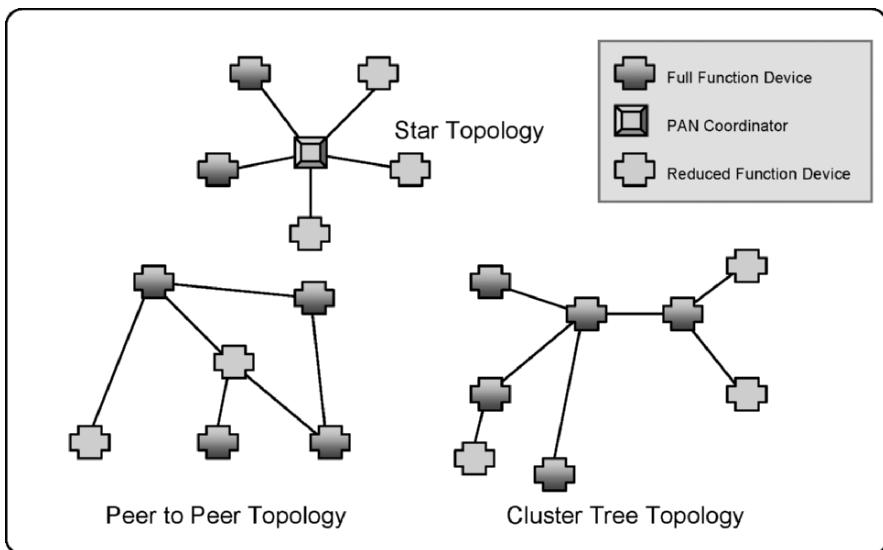 Star Topology
Full Function Device
PAN Coordinator
Reduced Function Device
Peer to Peer Topology
Cluster Tree Topology